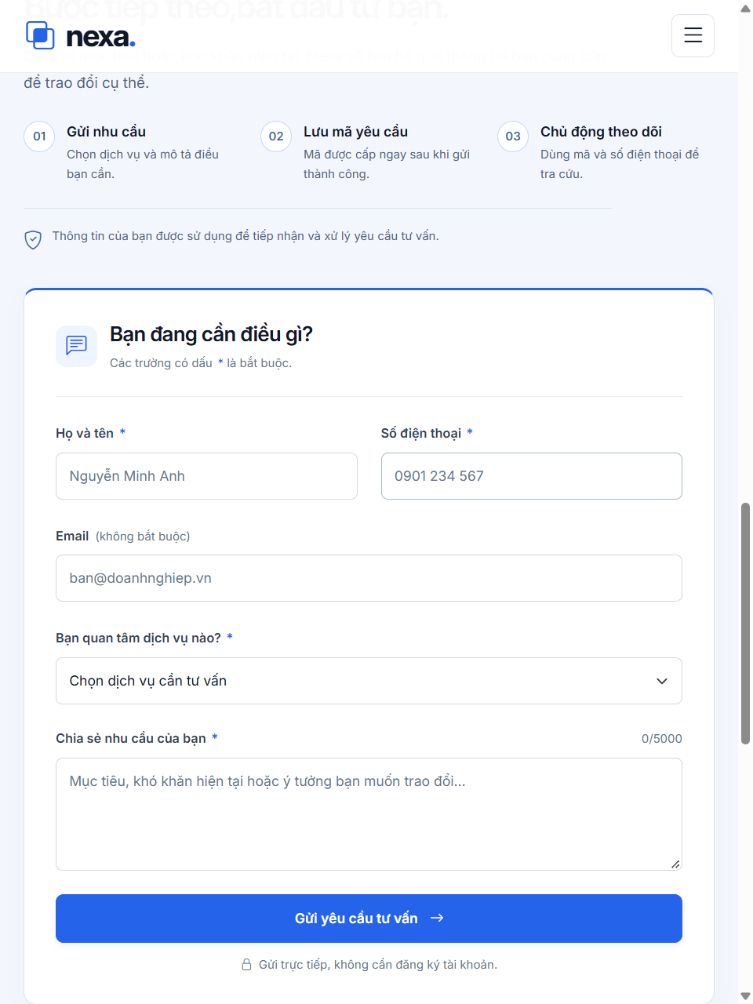 Bước tiếp theo, bắt đầu từ bạn.
nexa.
để trao đổi cụ thể.
01 Gửi nhu cầu
Chọn dịch vụ và mô tả điều
bạn cần.
02 Lưu mã yêu cầu
Mã được cấp ngay sau khi gửi
thành công.
03 Chủ động theo dõi
Dùng mã và số điện thoại để
tra cứu.
Thông tin của bạn được sử dụng để tiếp nhận và xử lý yêu cầu tư vấn.
Bạn đang cần điều gì?
Các trường có dấu * là bắt buộc.
Họ và tên *
Nguyễn Minh Anh
Số điện thoại *
0901 234 567
Email (không bắt buộc)
ban@doanhnghiep.vn
Bạn quan tâm dịch vụ nào? *
Chọn dịch vụ cần tư vấn
Chia sẻ nhu cầu của bạn *
0/5000
Mục tiêu, khó khăn hiện tại hoặc ý tưởng bạn muốn trao đổi...
Gửi yêu cầu tư vấn →
Gửi trực tiếp, không cần đăng ký tài khoản.